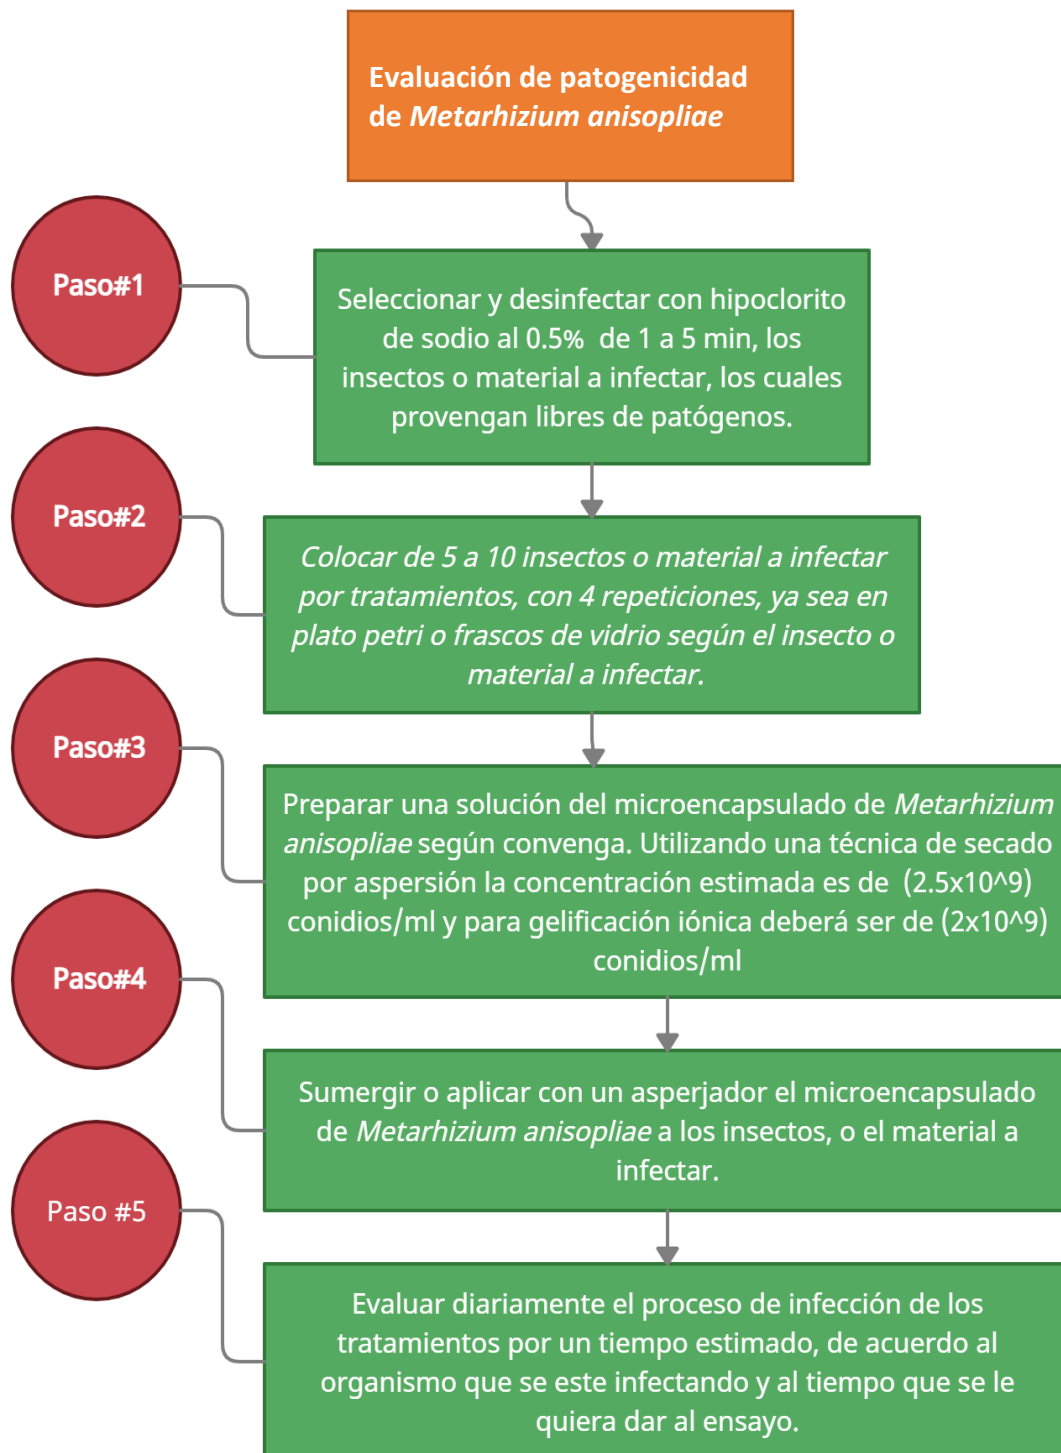 Evaluación de patogenicidad
de Metarhizium anisopliae
Paso#1
Seleccionar y desinfectar con hipoclorito
de sodio al 0.5% de 1 a 5 min, los
insectos o material a infectar, los cuales
provengan libres de patógenos.
Paso#2
Colocar de 5 a 10 insectos o material a infectar
por tratamientos, con 4 repeticiones, ya sea en
plato petri o frascos de vidrio según el insecto o
material a infectar.
Paso#3
Preparar una solución del microencapsulado de Metarhizium
anisopliae según convenga. Utilizando una técnica de secado
por aspersión la concentración estimada es de (2.5x10^9)
conidios/ml y para gelificación iónica deberá ser de (2x10^9)
conidios/ml
Paso#4
Sumergir o aplicar con un asperjador el microencapsulado
de Metarhizium anisopliae a los insectos, o el material a
infectar.
Paso #5
Evaluar diariamente el proceso de infección de los
tratamientos por un tiempo estimado, de acuerdo al
organismo que se este infectando y al tiempo que se le
quiera dar al ensayo.